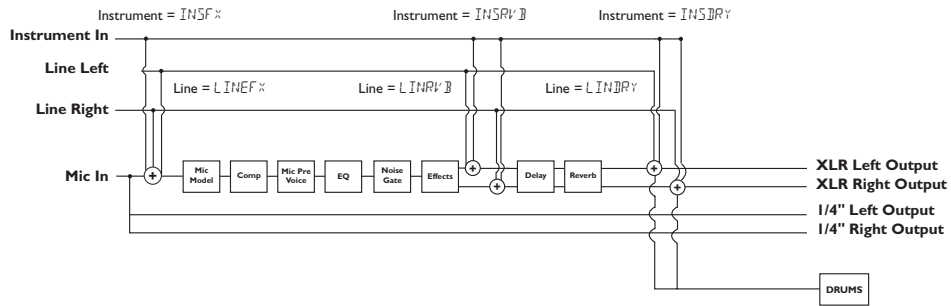 Instrument = INSFX
Instrument = INSRVB
Instrument = INSDRY
Instrument In
Line Left
Line = LINEFX
Line = LINRVB
Line = LINDRY
Line Right
Mic In
+
Mic Model
Comp
Mic Pre Voice
EQ
Noise Gate
Effects
+
+
Delay
Reverb
+
+
XLR Left Output
XLR Right Output
1/4" Left Output
1/4" Right Output
DRUMS